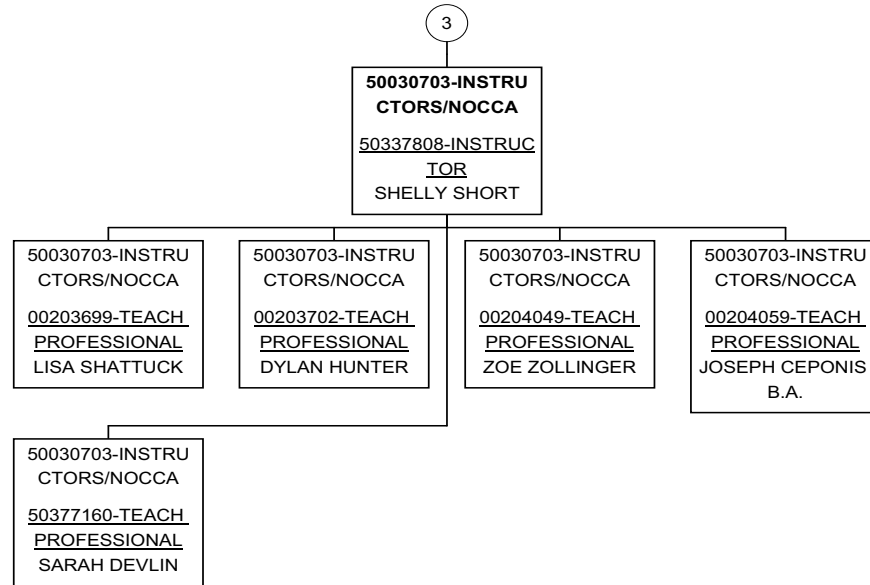 3
50030703-INSTRU
CTORS/NOCCA
50337808-INSTRUC
TOR
SHELLY SHORT
50030703-INSTRU
CTORS/NOCCA
00203699-TEACH
PROFESSIONAL
LISA SHATTUCK
50030703-INSTRU
CTORS/NOCCA
00203702-TEACH
PROFESSIONAL
DYLAN HUNTER
50030703-INSTRU
CTORS/NOCCA
00204049-TEACH
PROFESSIONAL
ZOE ZOLLINGER
50030703-INSTRU
CTORS/NOCCA
00204059-TEACH
PROFESSIONAL
JOSEPH CEPONIS
B.A.
50030703-INSTRU
CTORS/NOCCA
50377160-TEACH
PROFESSIONAL
SARAH DEVLIN